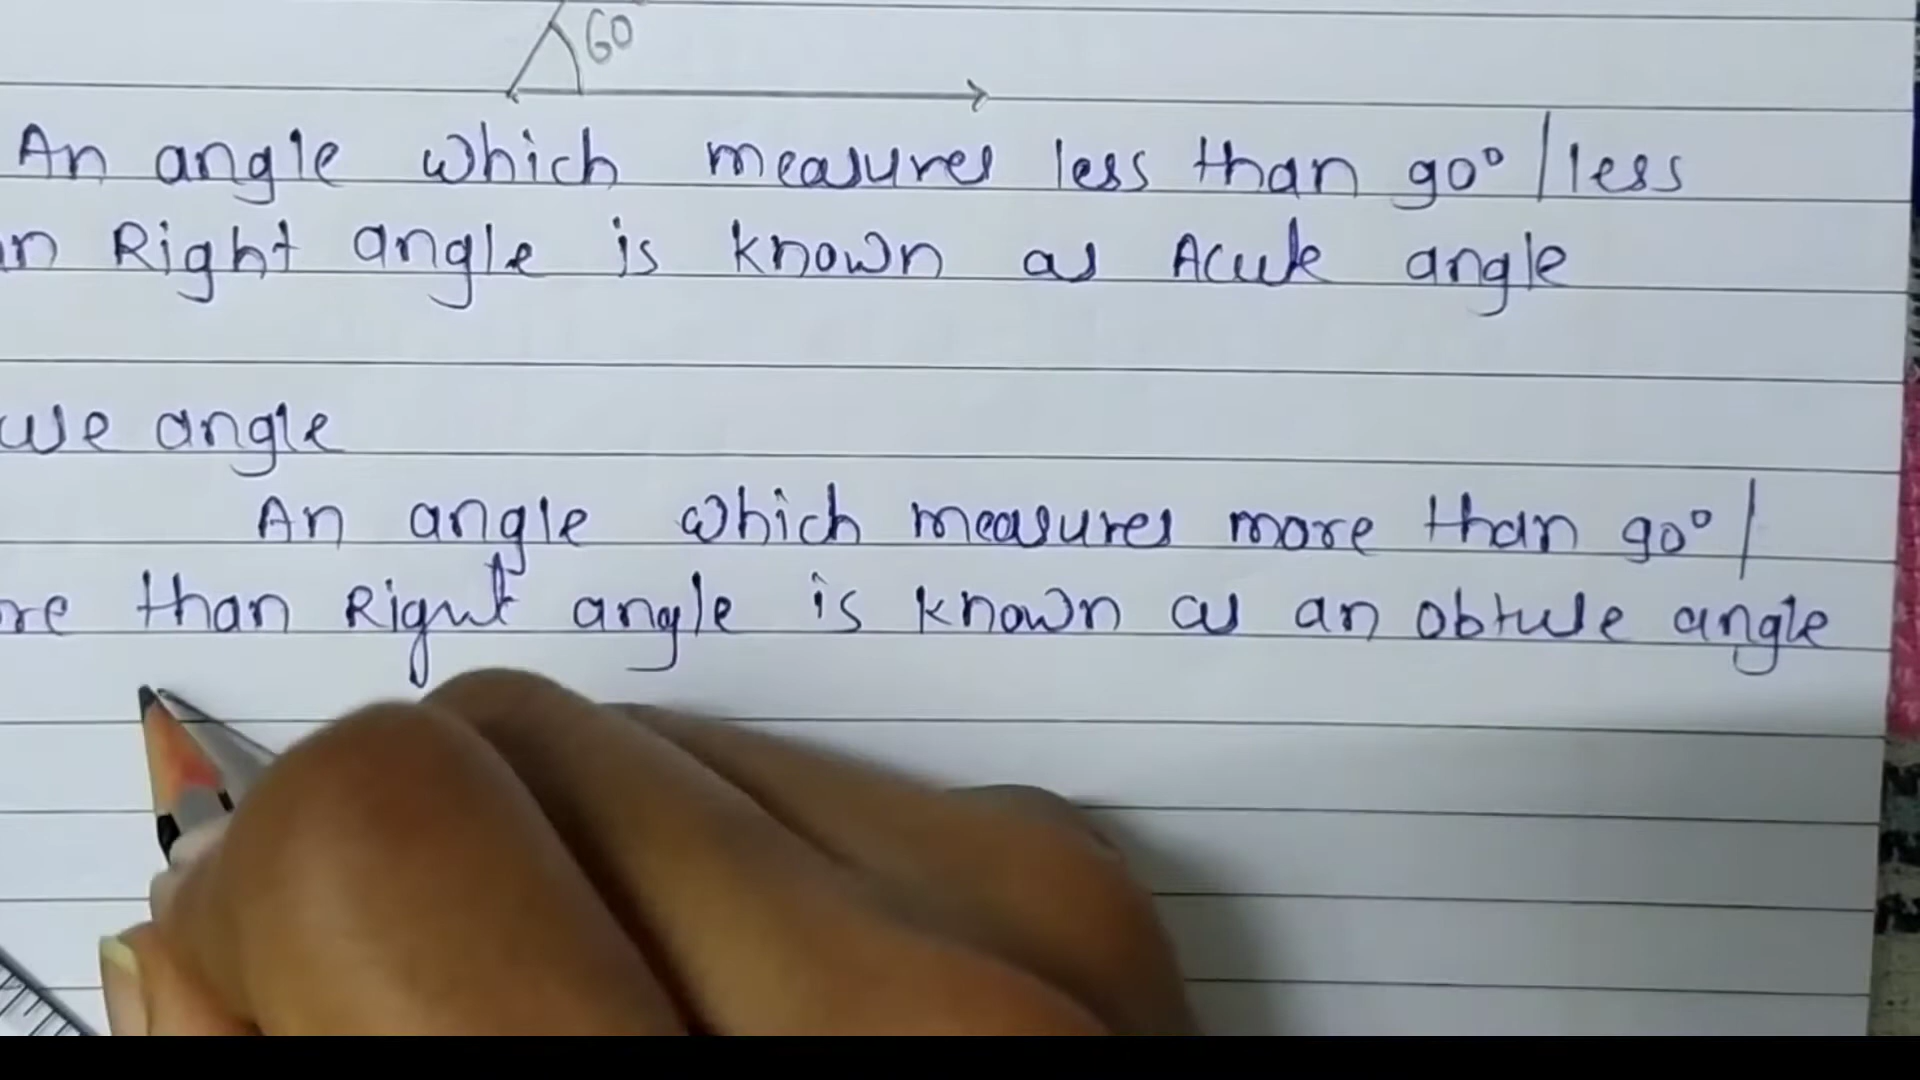 60
An angle which measures less than 90° / less
Right angle is known as Acute angle
angle
An angle which measures more than 90° /
than Right angle is known as an obtuse angle